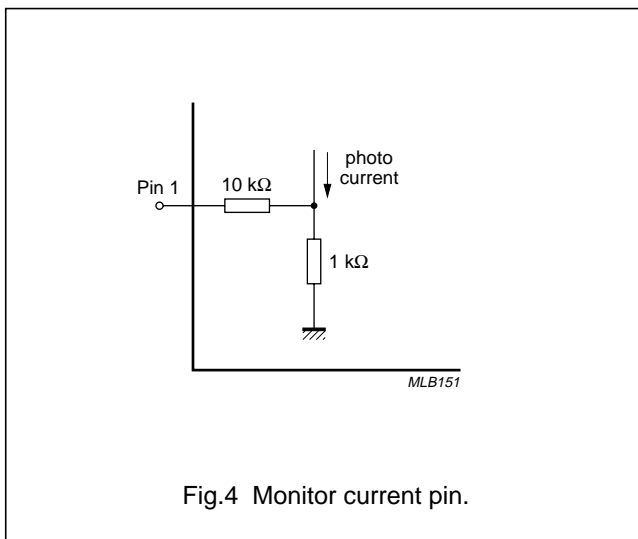 photo
current
Pin 1
10 kΩ
1 kΩ
MLB151
Fig.4 Monitor current pin.